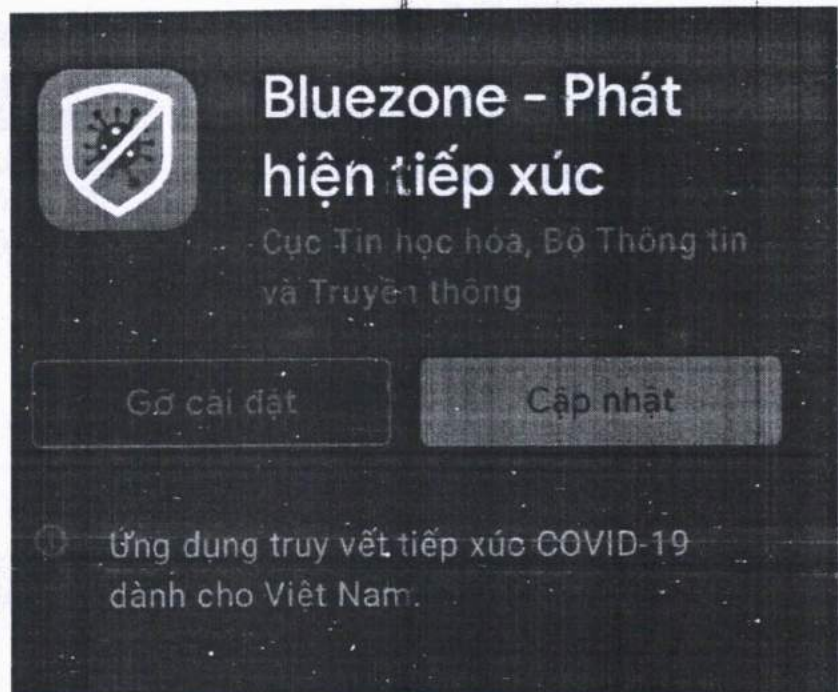 Bluezone - Phát
hiện tiếp xúc
Cục Tin học hóa, Bộ Thông tin
và Truyền thông
Gỡ cài đặt
Cập nhật
Ứng dụng truy vết tiếp xúc COVID-19
dành cho Việt Nam.